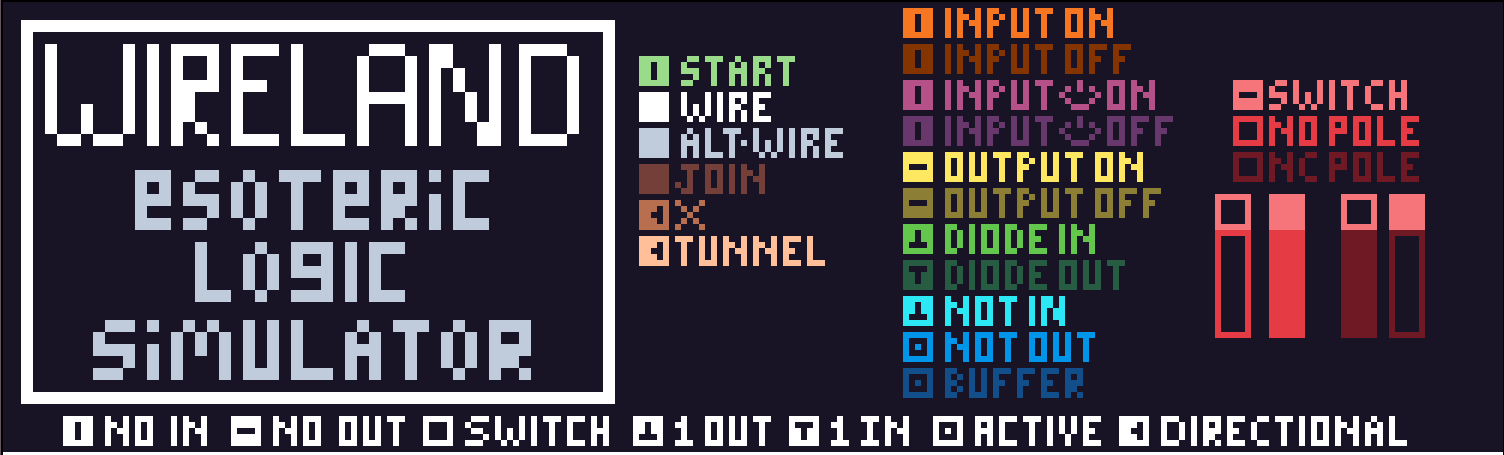 WIRELAND
ESOTERIC
LOGIC
SIMULATOR
START
WIRE
ALT-WIRE
JOIN
X
TUNNEL
INPUT ON
INPUT OFF
INPUT ⏻ ON
INPUT ⏻ OFF
OUTPUT ON
OUTPUT OFF
DIODE IN
DIODE OUT
NOT IN
NOT OUT
BUFFER
SWITCH
NO POLE
NC POLE
NO IN NO OUT SWITCH 1 OUT 1 IN ACTIVE DIRECTIONAL